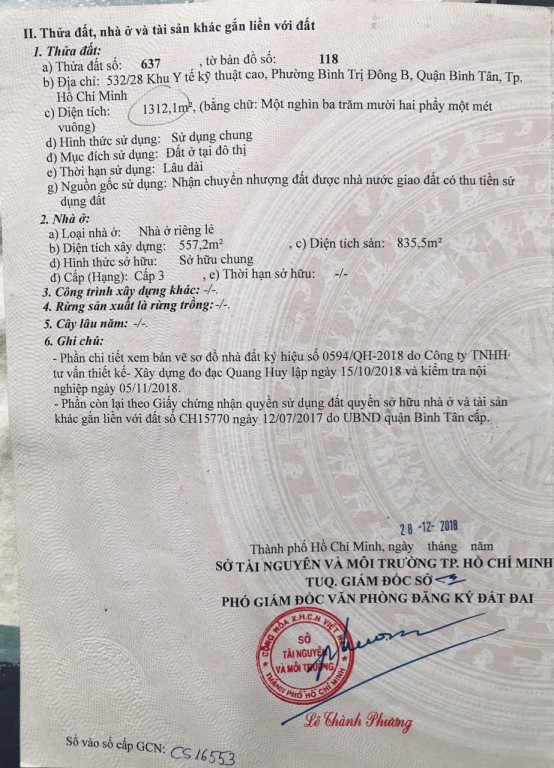 II. Thửa đất, nhà ở và tài sản khác gắn liền với đất
1. Thửa đất:
a) Thửa đất số: 637 , tờ bản đồ số: 118
b) Địa chỉ: 532/28 Khu Y tế kỹ thuật cao, Phường Bình Trị Đông B, Quận Bình Tân, Tp.
Hồ Chí Minh
c) Diện tích: 1312,1m², (bằng chữ: Một nghìn ba trăm mười hai phẩy một mét
vuông)
d) Hình thức sử dụng: Sử dụng chung
đ) Mục đích sử dụng: Đất ở tại đô thị
e) Thời hạn sử dụng: Lâu dài
g) Nguồn gốc sử dụng: Nhận chuyển nhượng đất được nhà nước giao đất có thu tiền sử
dụng đất
2. Nhà ở:
a) Loại nhà ở: Nhà ở riêng lẻ
b) Diện tích xây dựng: 557,2m² , c) Diện tích sàn: 835,5m²
d) Hình thức sở hữu: Sở hữu chung
đ) Cấp (Hạng): Cấp 3 , e) Thời hạn sở hữu: -/-
3. Công trình xây dựng khác: -/-.
4. Rừng sản xuất là rừng trồng:-/-.
5. Cây lâu năm: -/-.
6. Ghi chú:
- Phần chi tiết xem bản vẽ sơ đồ nhà đất ký hiệu số 0594/QH-2018 do Công ty TNHH
tư vấn thiết kế- Xây dựng đo đạc Quang Huy lập ngày 15/10/2018 và kiểm tra nội
nghiệp ngày 05/11/2018.
- Phần còn lại theo Giấy chứng nhận quyền sử dụng đất quyền sở hữu nhà ở và tài sản
khác gắn liền với đất số CH15770 ngày 12/07/2017 do UBND quận Bình Tân cấp.
28 -12- 2018
Thành phố Hồ Chí Minh, ngày tháng năm
SỞ TÀI NGUYÊN VÀ MÔI TRƯỜNG TP. HỒ CHÍ MINH
TUQ. GIÁM ĐỐC SỞ
PHÓ GIÁM ĐỐC VĂN PHÒNG ĐĂNG KÝ ĐẤT ĐAI
CỘNG HÒA X.H.C.N VIỆT NAM
SỞ
TÀI NGUYÊN
VÀ MÔI TRƯỜNG
THÀNH PHỐ HỒ CHÍ MINH
Lê Thành Phương
Số vào sổ cấp GCN: CS16553